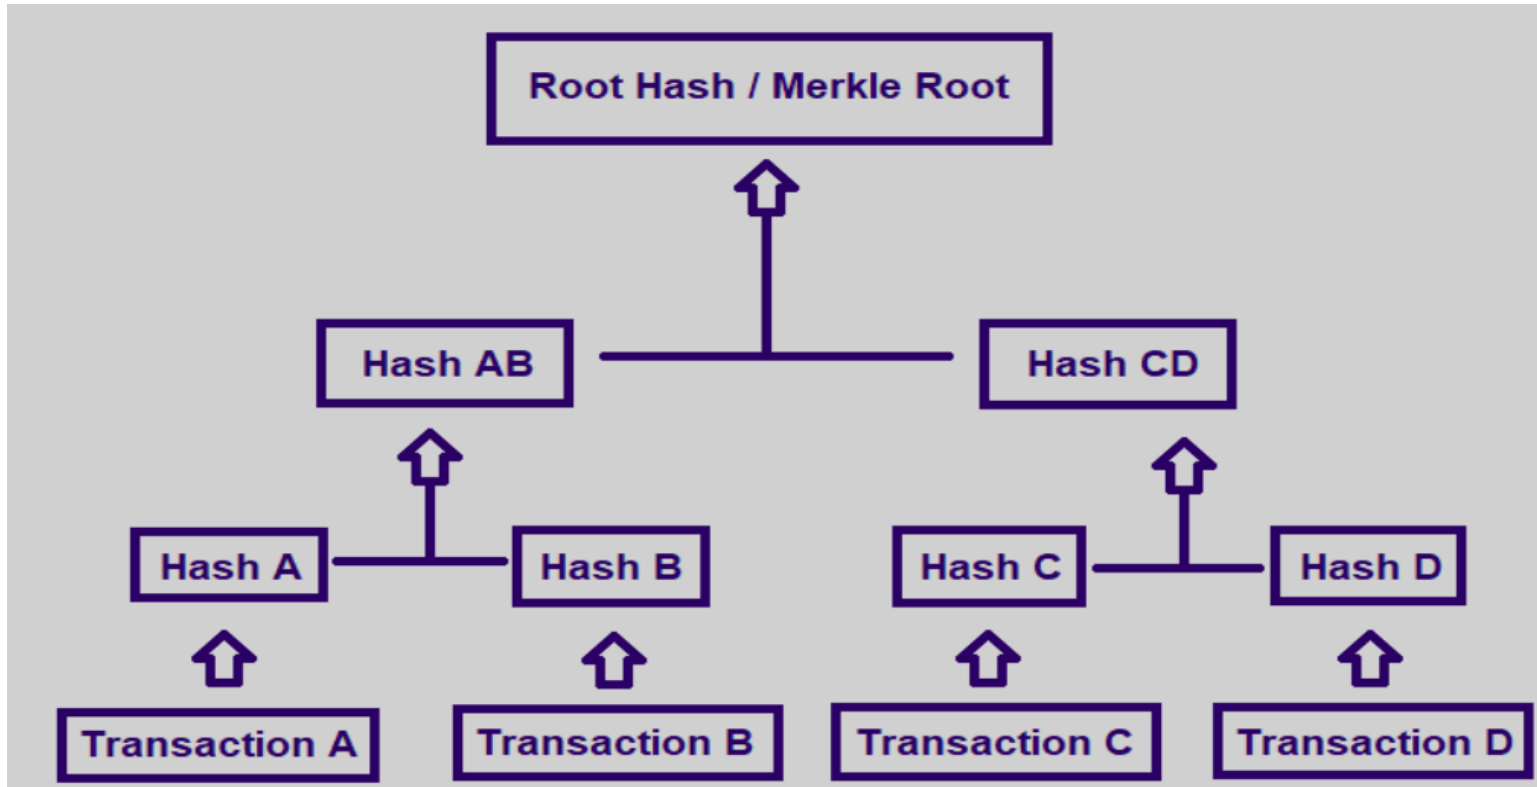 Root Hash / Merkle Root
Hash AB
Hash CD
Hash A
Hash B
Hash C
Hash D
Transaction A
Transaction B
Transaction C
Transaction D